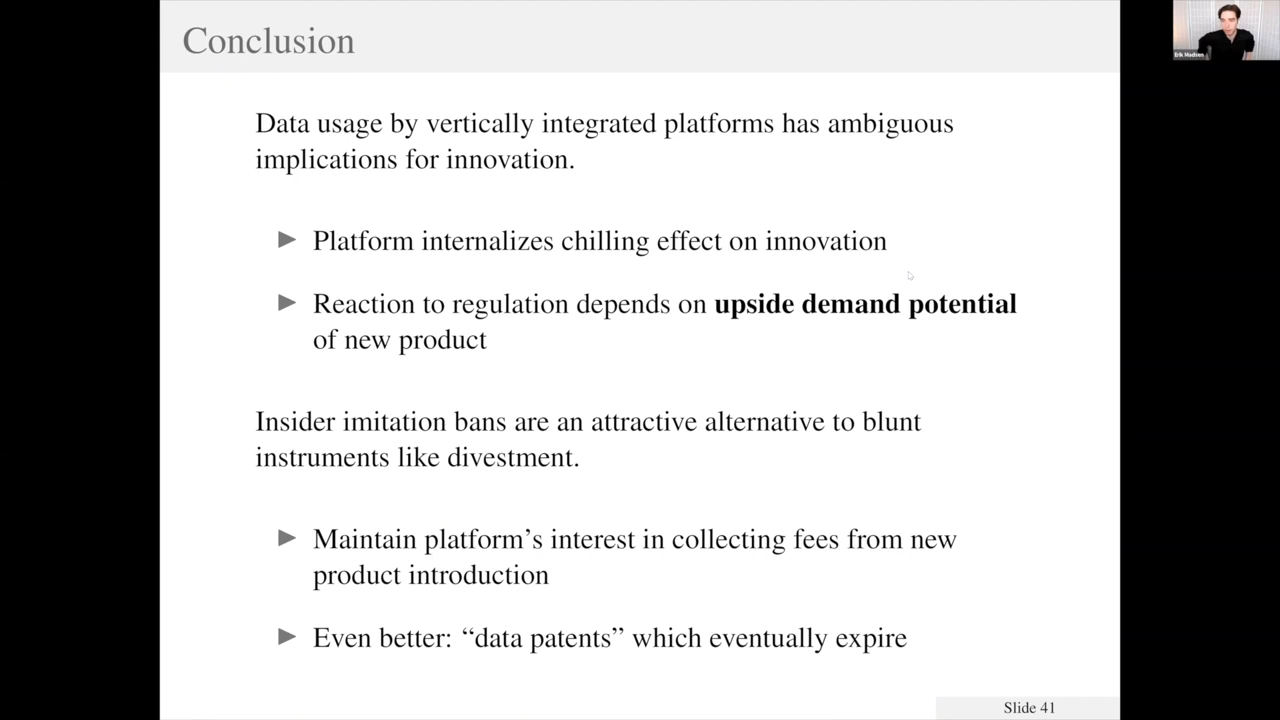 Conclusion
Erik Madsen
Data usage by vertically integrated platforms has ambiguous
implications for innovation.
▶ Platform internalizes chilling effect on innovation
▶ Reaction to regulation depends on upside demand potential
of new product
Insider imitation bans are an attractive alternative to blunt
instruments like divestment.
▶ Maintain platform’s interest in collecting fees from new
product introduction
▶ Even better: “data patents” which eventually expire
Slide 41